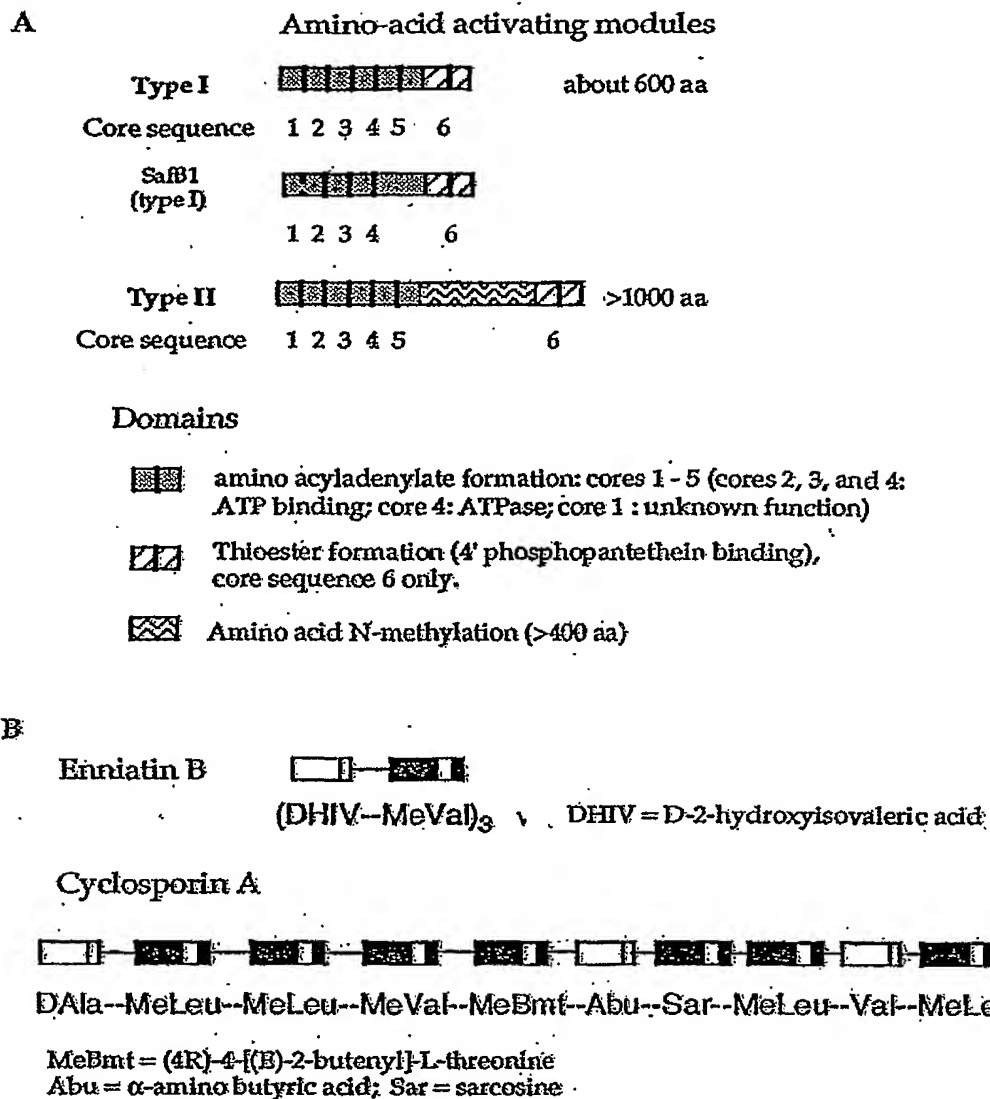 A
Amino-acid activating modules
Type I about 600 aa
Core sequence 1 2 3 4 5 6
SafB1
(type I)
1 2 3 4 6
Type II >1000 aa
Core sequence 1 2 3 4 5 6
Domains
amino acyladenylate formation: cores 1 - 5 (cores 2, 3, and 4:
ATP binding; core 4: ATPase; core 1 : unknown function)
Thioester formation (4' phosphopantethein binding),
core sequence 6 only.
Amino acid N-methylation (>400 aa)
B
Enniatin B
(DHIV--MeVal)3 DHIV = D-2-hydroxyisovaleric acid
Cyclosporin A
DAla--MeLeu--MeLeu--MeVal--MeBmt--Abu--Sar--MeLeu--Val--MeLe
MeBmt = (4R)-4-[(E)-2-butenyl]-L-threonine
Abu = α-amino butyric acid; Sar = sarcosine